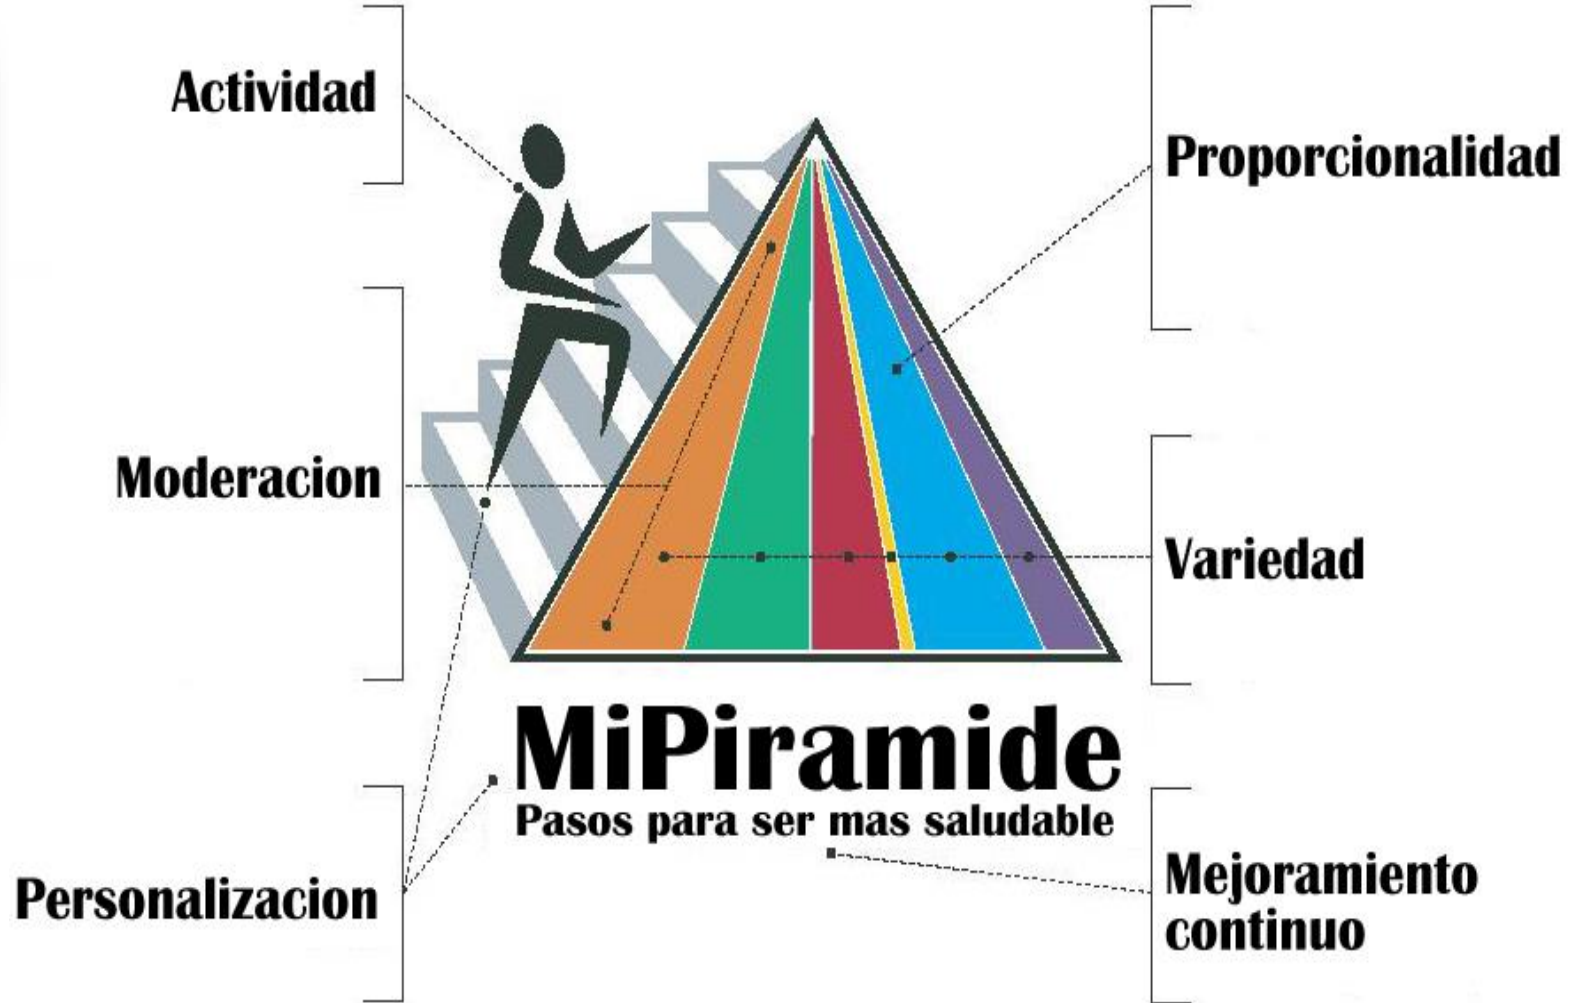 Actividad
Proporcionalidad
Moderacion
Variedad
MiPiramide
Pasos para ser mas saludable
Personalizacion
Mejoramiento
continuo